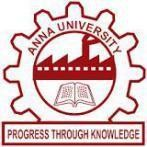 ANNA UNIVERSITY
PROGRESS THROUGH KNOWLEDGE